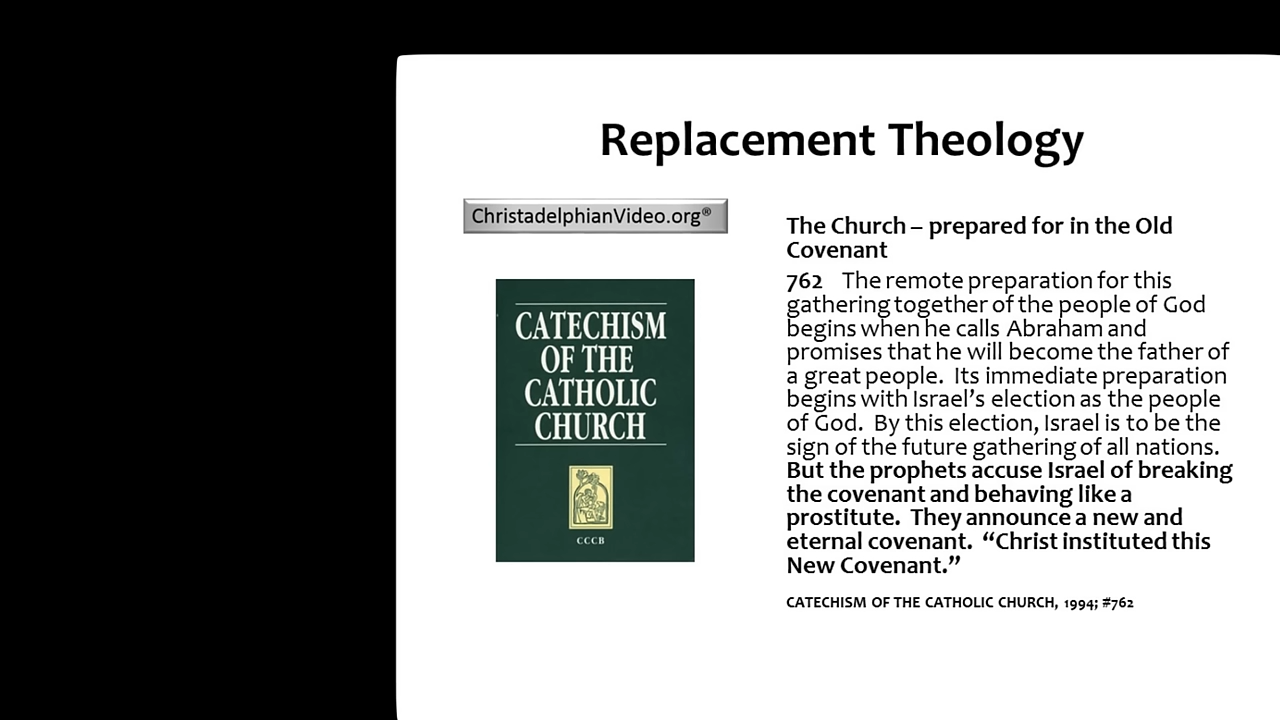 Replacement Theology
ChristadelphianVideo.org®
CATECHISM
OF THE
CATHOLIC
CHURCH
CCCB
The Church – prepared for in the Old
Covenant
762 The remote preparation for this
gathering together of the people of God
begins when he calls Abraham and
promises that he will become the father of
a great people. Its immediate preparation
begins with Israel’s election as the people
of God. By this election, Israel is to be the
sign of the future gathering of all nations.
But the prophets accuse Israel of breaking
the covenant and behaving like a
prostitute. They announce a new and
eternal covenant. “Christ instituted this
New Covenant.”
CATECHISM OF THE CATHOLIC CHURCH, 1994; #762